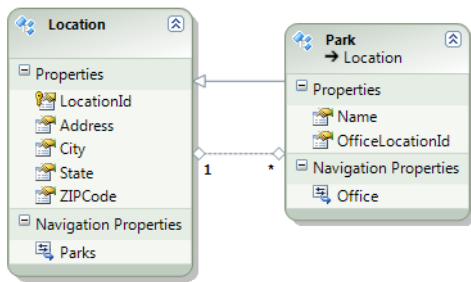 Location
Properties
LocationId
Address
City
State
ZIPCode
Navigation Properties
Parks
1
*
Park
➔ Location
Properties
Name
OfficeLocationId
Navigation Properties
Office